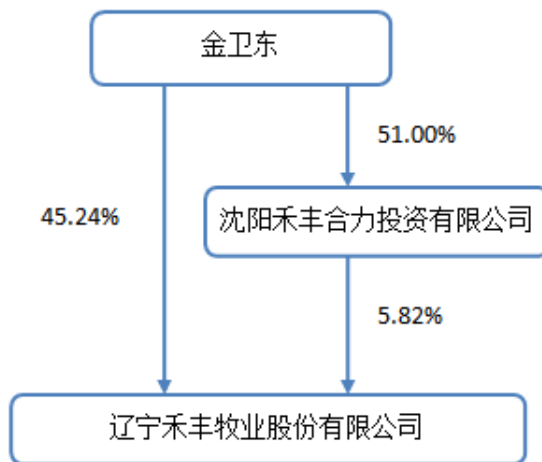 金卫东
51.00%
45.24%
沈阳禾丰合力投资有限公司
5.82%
辽宁禾丰牧业股份有限公司